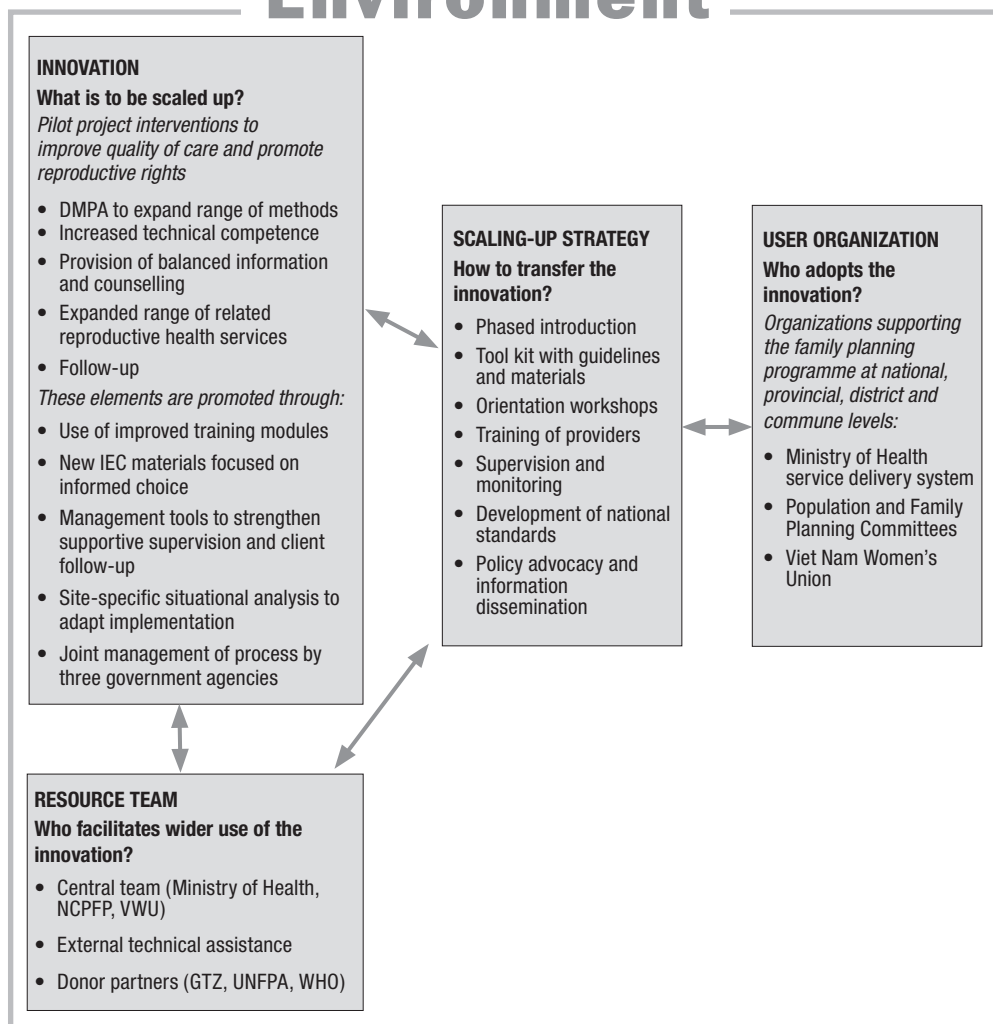 Environment
INNOVATION
What is to be scaled up?
Pilot project interventions to
improve quality of care and promote
reproductive rights
• DMPA to expand range of methods
• Increased technical competence
• Provision of balanced information
and counselling
• Expanded range of related
reproductive health services
• Follow-up
These elements are promoted through:
• Use of improved training modules
• New IEC materials focused on
informed choice
• Management tools to strengthen
supportive supervision and client
follow-up
• Site-specific situational analysis to
adapt implementation
• Joint management of process by
three government agencies
SCALING-UP STRATEGY
How to transfer the
innovation?
• Phased introduction
• Tool kit with guidelines
and materials
• Orientation workshops
• Training of providers
• Supervision and
monitoring
• Development of national
standards
• Policy advocacy and
information
dissemination
USER ORGANIZATION
Who adopts the
innovation?
Organizations supporting
the family planning
programme at national,
provincial, district and
commune levels:
• Ministry of Health
service delivery system
• Population and Family
Planning Committees
• Viet Nam Women's
Union
RESOURCE TEAM
Who facilitates wider use of the
innovation?
• Central team (Ministry of Health,
NCPFP, VWU)
• External technical assistance
• Donor partners (GTZ, UNFPA, WHO)